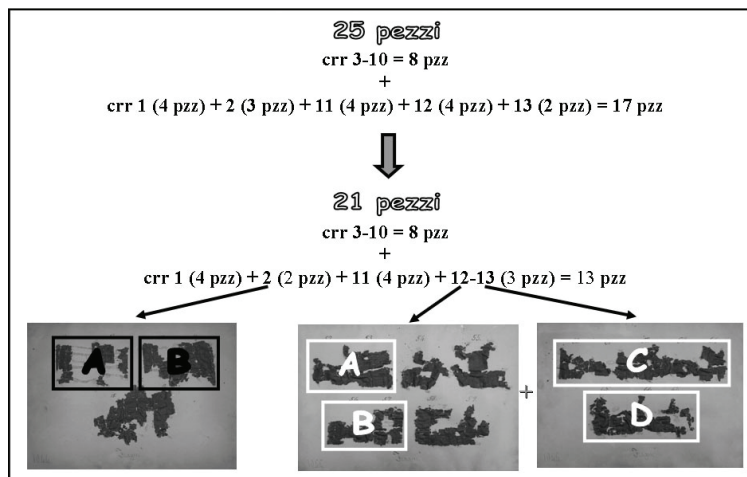 25 pezzi
crr 3-10 = 8 pzz
+
crr 1 (4 pzz) + 2 (3 pzz) + 11 (4 pzz) + 12 (4 pzz) + 13 (2 pzz) = 17 pzz
21 pezzi
crr 3-10 = 8 pzz
+
crr 1 (4 pzz) + 2 (2 pzz) + 11 (4 pzz) + 12-13 (3 pzz) = 13 pzz
A B
A
B
+
C
D